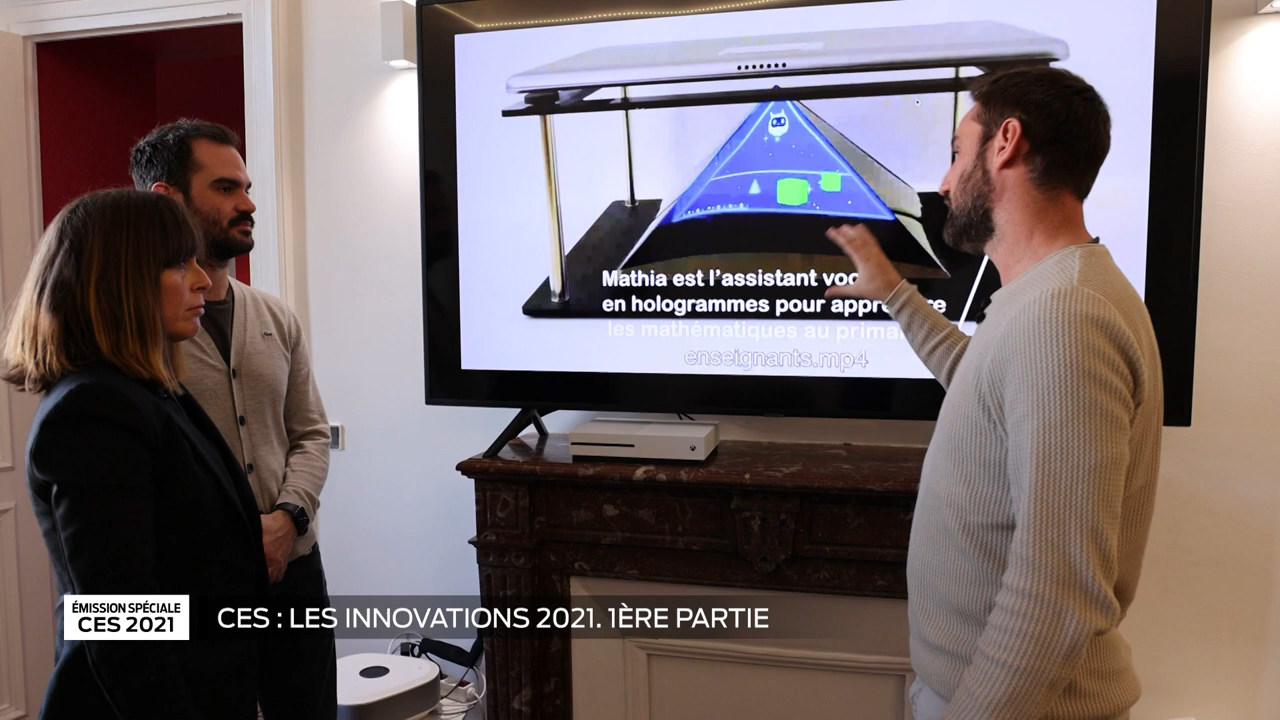 Mathia est l'assistant
en hologrammes pour
les mathématiques au
enseignants.mp4
ÉMISSION SPÉCIALE
CES 2021
CES : LES INNOVATIONS 2021. 1ÈRE PARTIE